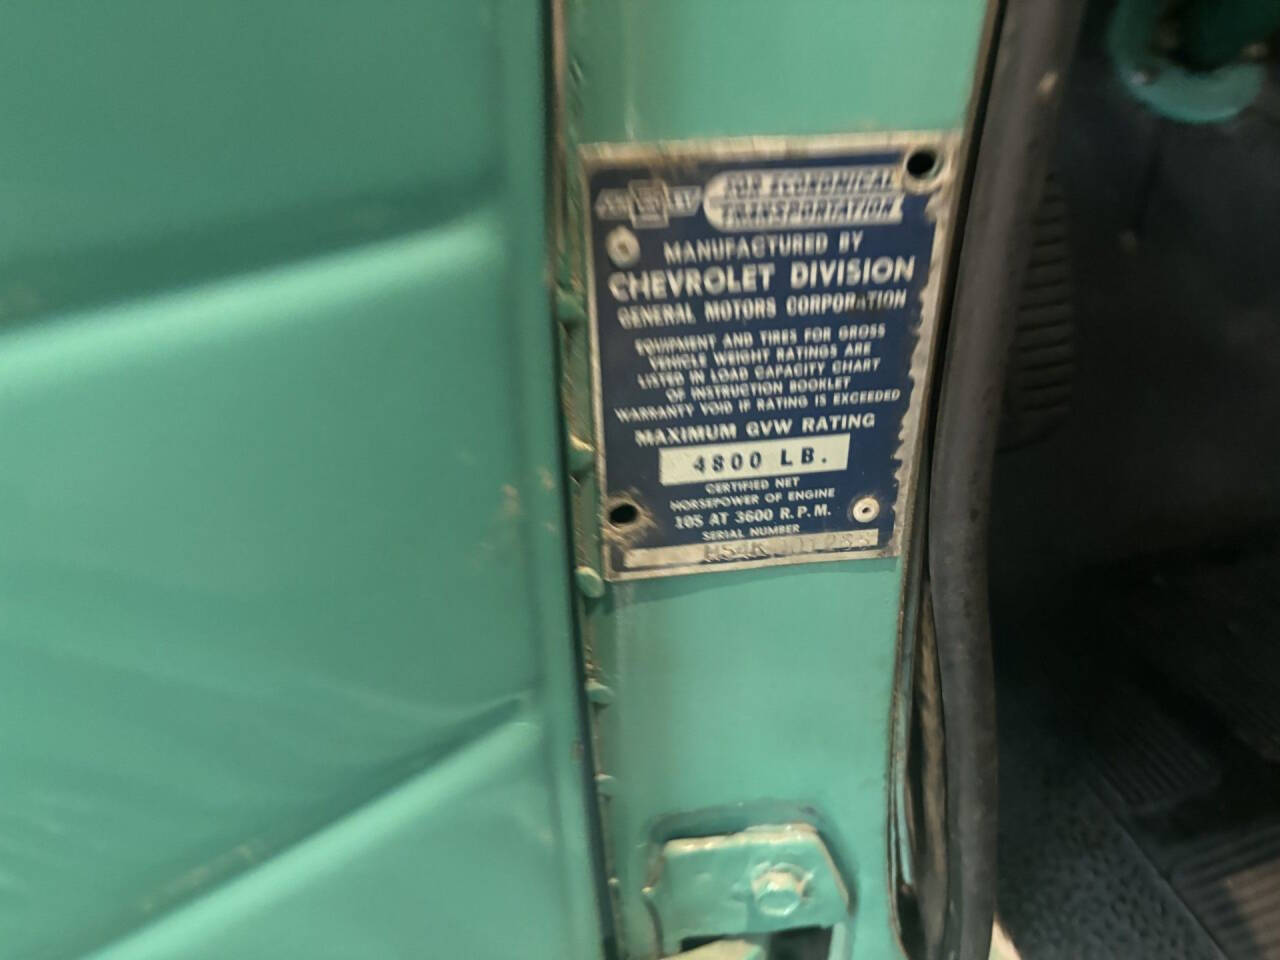 CHEVROLET
FOR ECONOMICAL
TRANSPORTATION
MANUFACTURED BY
CHEVROLET DIVISION
GENERAL MOTORS CORPORATION
EQUIPMENT AND TIRES FOR GROSS
VEHICLE WEIGHT RATINGS ARE
LISTED IN LOAD CAPACITY CHART
OF INSTRUCTION BOOKLET
WARRANTY VOID IF RATING IS EXCEEDED
MAXIMUM GVW RATING
4800 LB.
CERTIFIED NET
HORSEPOWER OF ENGINE
105 AT 3600 R.P.M.
SERIAL NUMBER